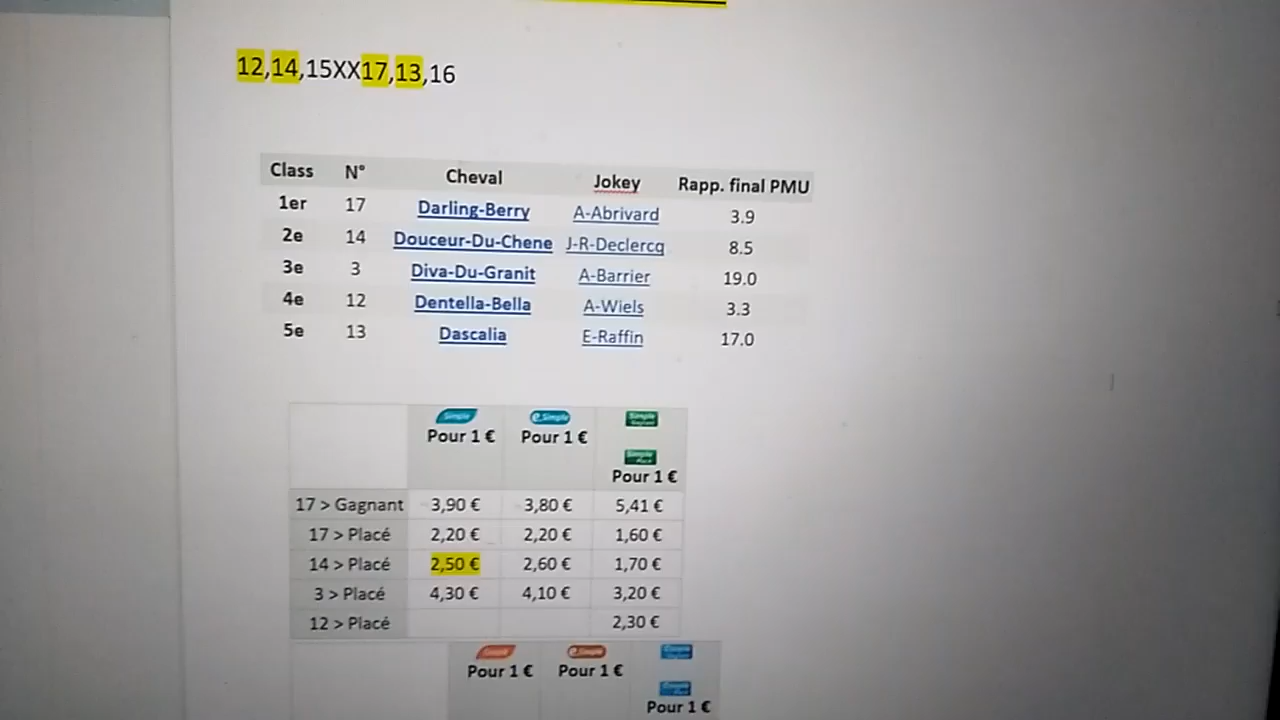 12,14,15XX17,13,16
Class N° Cheval Jokey Rapp. final PMU
1er 17 Darling-Berry A-Abrivard 3.9
2e 14 Douceur-Du-Chene J-R-Declercq 8.5
3e 3 Diva-Du-Granit A-Barrier 19.0
4e 12 Dentella-Bella A-Wiels 3.3
5e 13 Dascalia E-Raffin 17.0
Simple e.Simple Simple Gagnant
Pour 1 € Pour 1 € Simple Placé
Pour 1 €
17 > Gagnant 3,90 € 3,80 € 5,41 €
17 > Placé 2,20 € 2,20 € 1,60 €
14 > Placé 2,50 € 2,60 € 1,70 €
3 > Placé 4,30 € 4,10 € 3,20 €
12 > Placé 2,30 €
Pour 1 € Pour 1 €
Pour 1 €